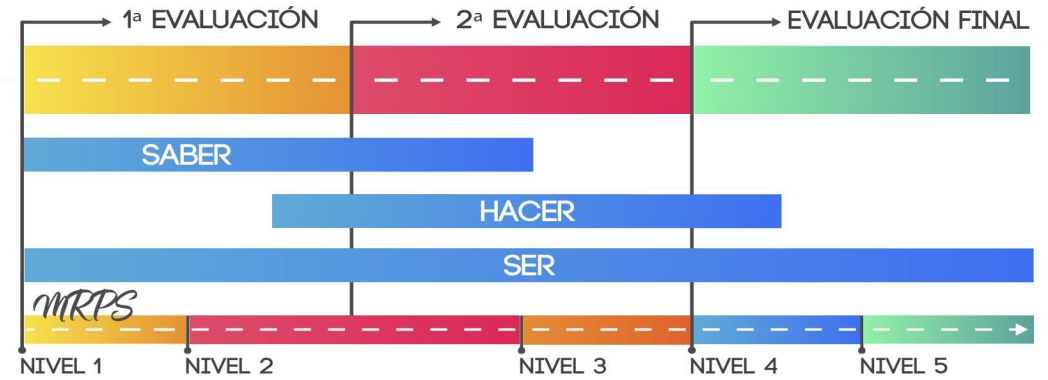 1ª EVALUACIÓN 2ª EVALUACIÓN EVALUACIÓN FINAL
SABER
HACER
SER
MRPS
NIVEL 1 NIVEL 2 NIVEL 3 NIVEL 4 NIVEL 5